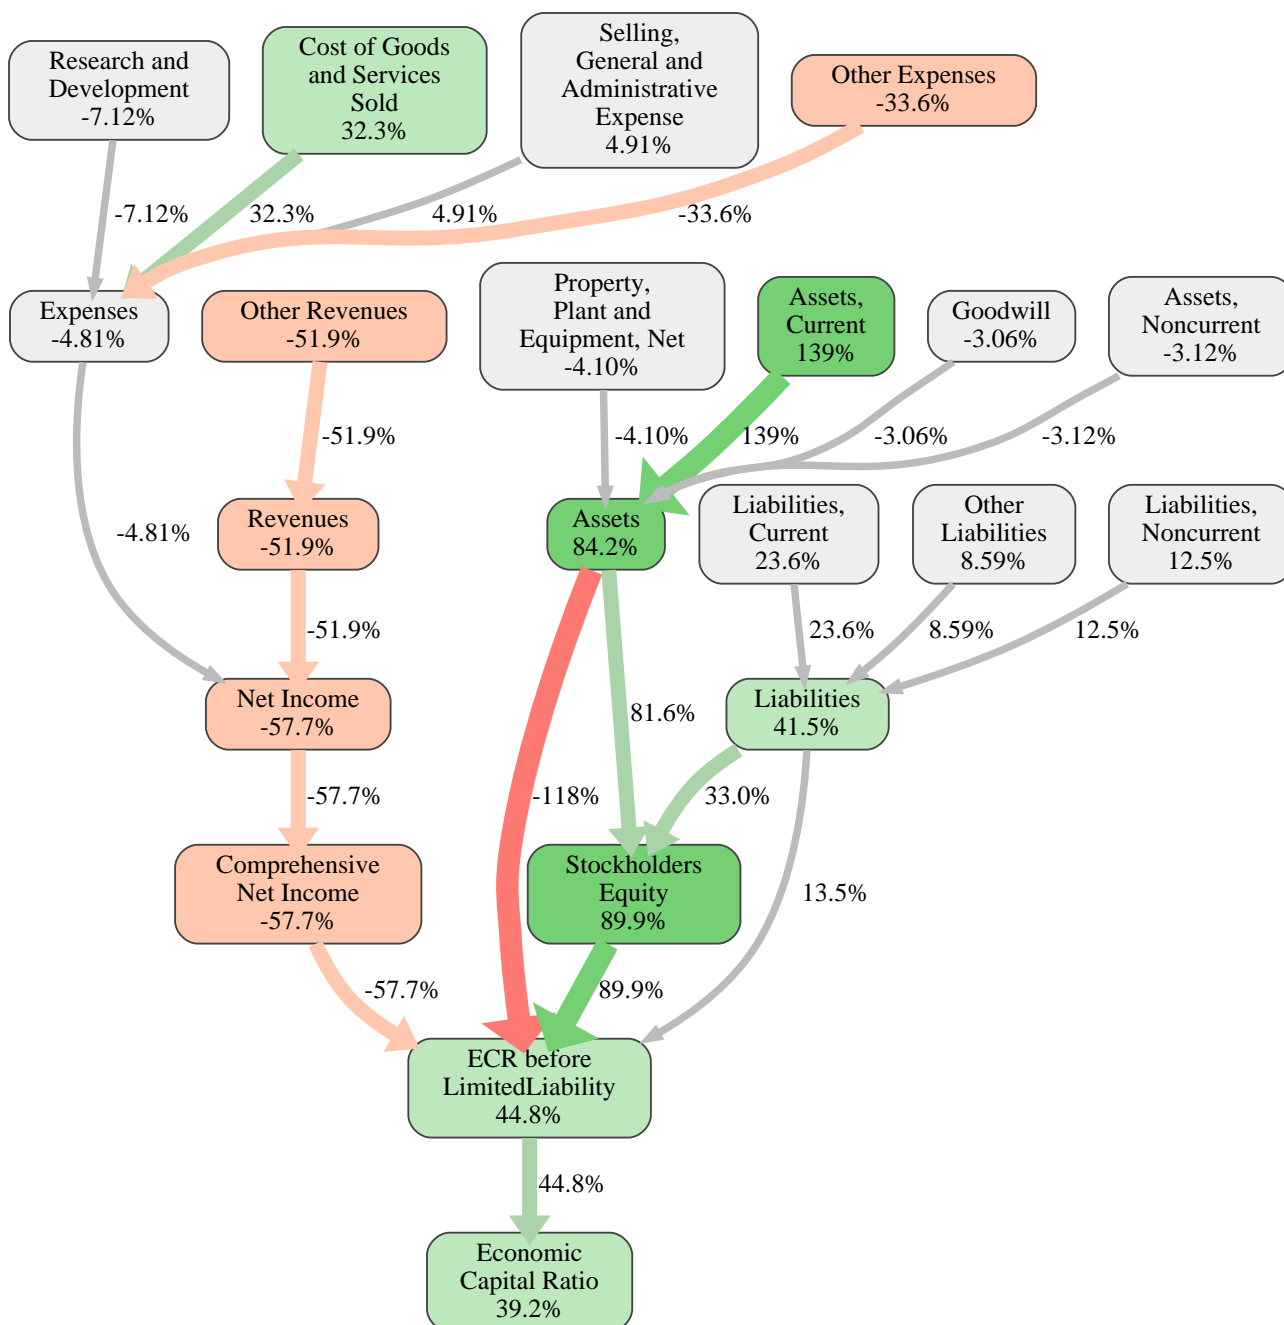 Research and
Development
-7.12%
Cost of Goods
and Services
Sold
32.3%
Selling,
General and
Administrative
Expense
4.91%
Other Expenses
-33.6%
-7.12%
32.3%
4.91%
-33.6%
Expenses
-4.81%
Other Revenues
-51.9%
Property,
Plant and
Equipment, Net
-4.10%
Assets,
Current
139%
Goodwill
-3.06%
Assets,
Noncurrent
-3.12%
-51.9%
-4.10%
139%
-3.06%
-3.12%
-4.81%
Revenues
-51.9%
Assets
84.2%
Liabilities,
Current
23.6%
Other
Liabilities
8.59%
Liabilities,
Noncurrent
12.5%
-51.9%
23.6%
8.59%
12.5%
Net Income
-57.7%
81.6%
Liabilities
41.5%
-57.7%
-118%
33.0%
Comprehensive
Net Income
-57.7%
Stockholders
Equity
89.9%
13.5%
-57.7%
89.9%
ECR before
LimitedLiability
44.8%
44.8%
Economic
Capital Ratio
39.2%